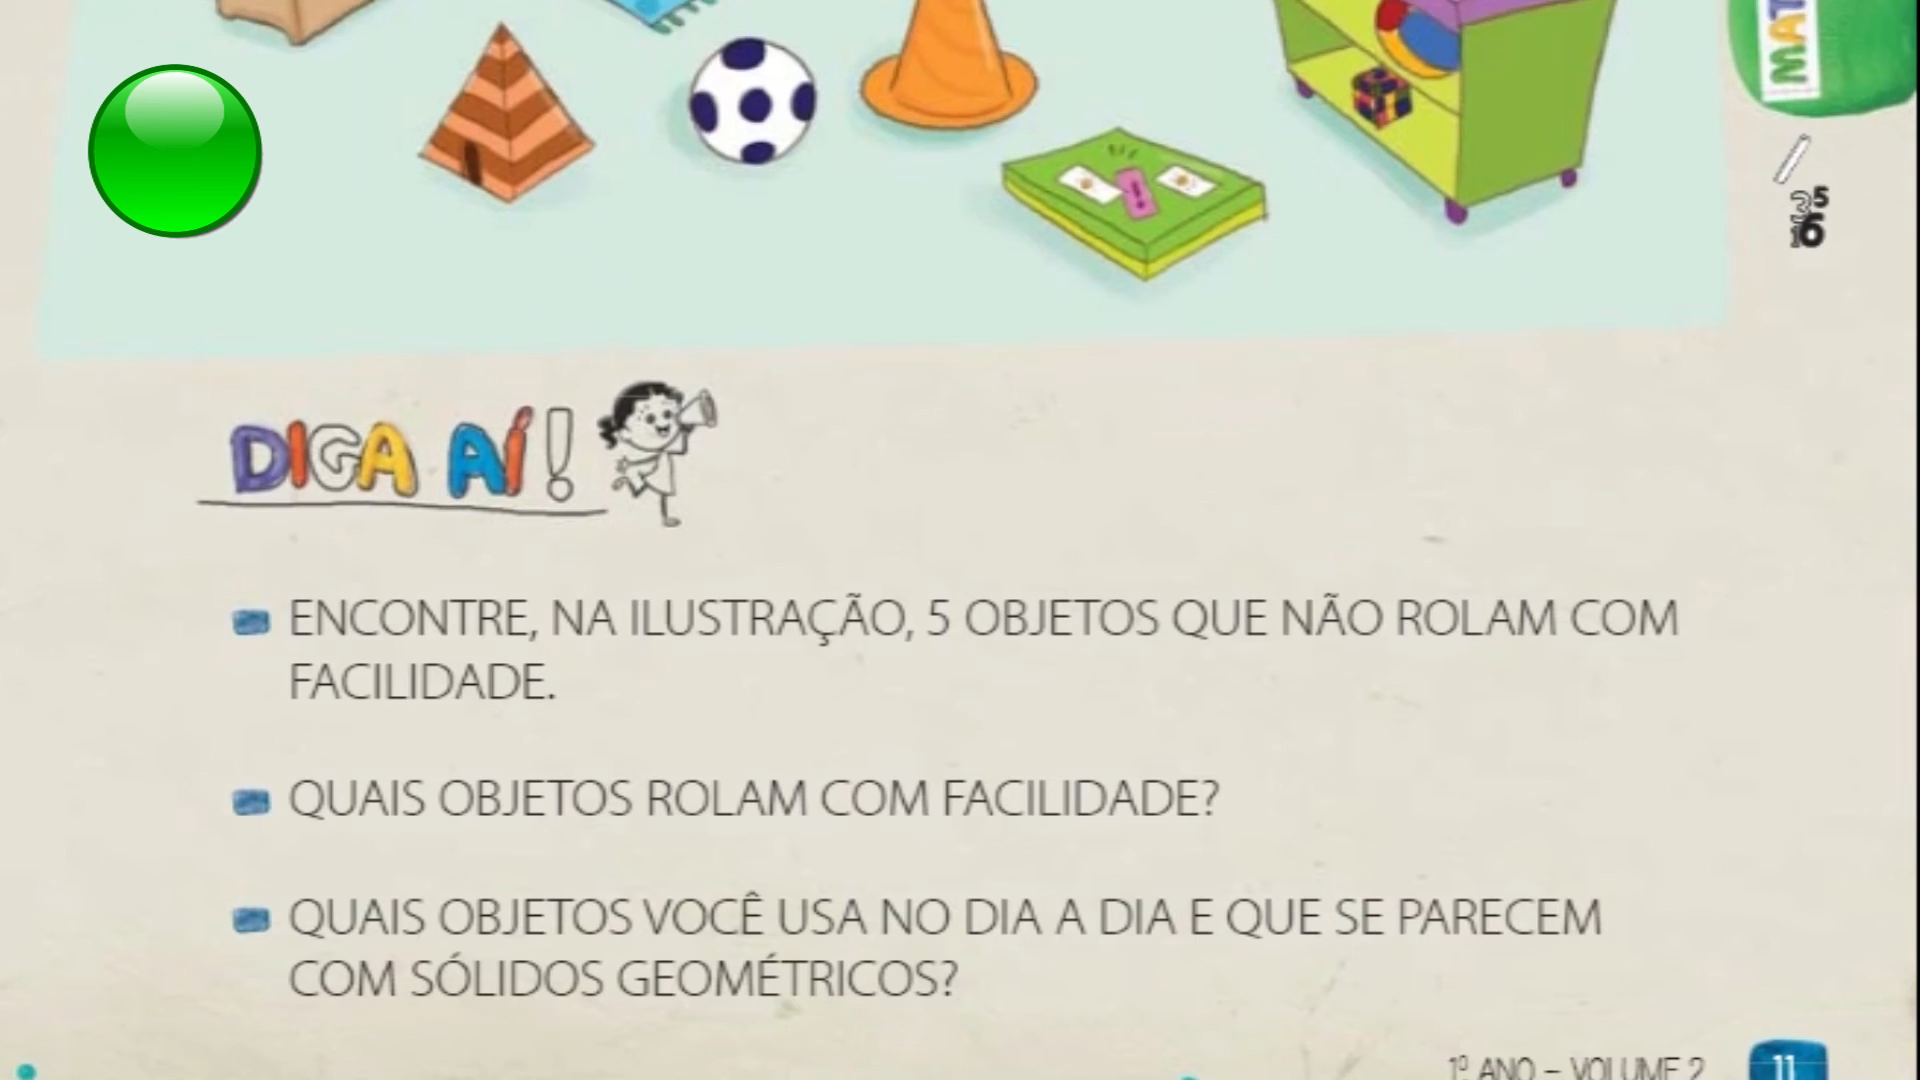 MAT
DIGA AÍ!
ENCONTRE, NA ILUSTRAÇÃO, 5 OBJETOS QUE NÃO ROLAM COM
FACILIDADE.
QUAIS OBJETOS ROLAM COM FACILIDADE?
QUAIS OBJETOS VOCÊ USA NO DIA A DIA E QUE SE PARECEM
COM SÓLIDOS GEOMÉTRICOS?
1º ANO – VOLUME 2
11